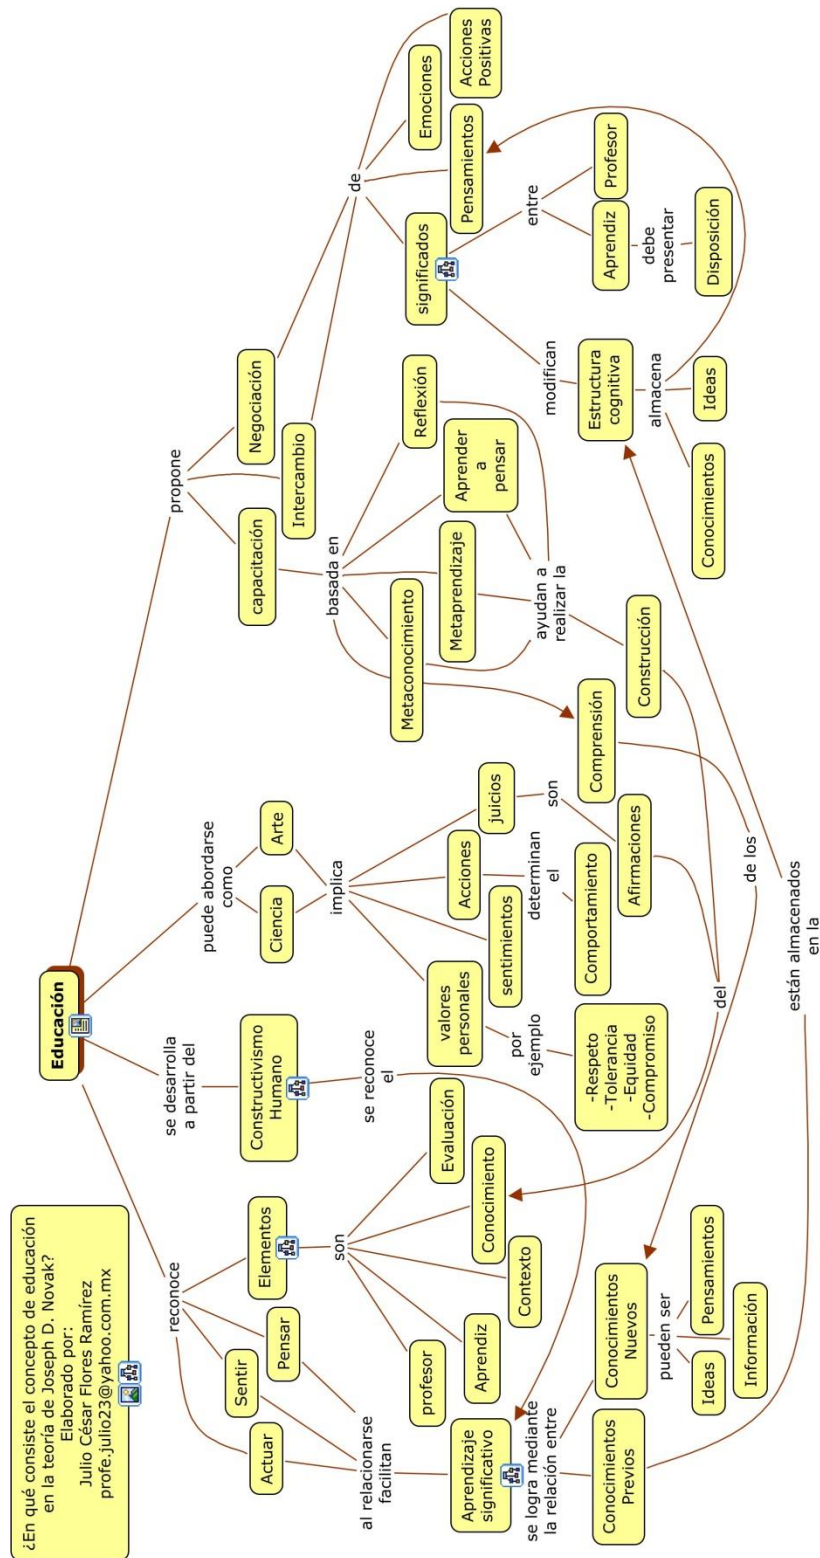 ¿En qué consiste el concepto de educación
en la teoría de Joseph D. Novak?
Elaborado por:
Julio César Flores Ramírez
profe.julio23@yahoo.com.mx
Educación
reconoce
se desarrolla
a partir del
puede abordarse
como
propone
Actuar
Sentir
Pensar
Elementos
Constructivismo
Humano
Ciencia
Arte
capacitación
Intercambio
Negociación
al relacionarse
facilitan
son
se reconoce
el
implica
basada en
de
Aprendizaje
significativo
profesor
Aprendiz
Contexto
Conocimiento
Evaluación
valores
personales
sentimientos
Acciones
juicios
Metaconocimiento
Metaprendizaje
Aprender
a
pensar
Reflexión
significados
Pensamientos
Emociones
Acciones
Positivas
se logra mediante
la relación entre
por
ejemplo
determinan
el
son
ayudan a
realizar la
modifican
entre
Conocimientos
Previos
Conocimientos
Nuevos
-Respeto
-Tolerancia
-Equidad
-Compromiso
Comportamiento
Afirmaciones
Comprensión
Construcción
Estructura
cognitiva
Aprendiz
Profesor
pueden ser
almacena
debe
presentar
Ideas
Información
Pensamientos
del
de los
Conocimientos
Ideas
Disposición
están almacenados
en la